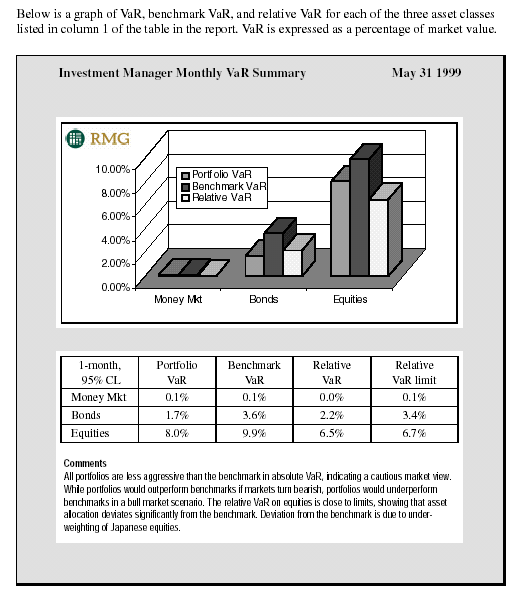 Below is a graph of VaR, benchmark VaR, and relative VaR for each of the three asset classes
listed in column 1 of the table in the report. VaR is expressed as a percentage of market value.
Investment Manager Monthly VaR Summary May 31 1999
RMG
10.00%
8.00%
6.00%
4.00%
2.00%
0.00%
Portfolio VaR
Benchmark VaR
Relative VaR
Money Mkt Bonds Equities
1-month, Portfolio Benchmark Relative Relative
95% CL VaR VaR VaR VaR limit
Money Mkt 0.1% 0.1% 0.0% 0.1%
Bonds 1.7% 3.6% 2.2% 3.4%
Equities 8.0% 9.9% 6.5% 6.7%
Comments
All portfolios are less aggressive than the benchmark in absolute VaR, indicating a cautious market view.
While portfolios would outperform benchmarks if markets turn bearish, portfolios would underperform
benchmarks in a bull market scenario. The relative VaR on equities is close to limits, showing that asset
allocation deviates significantly from the benchmark. Deviation from the benchmark is due to under-
weighting of Japanese equities.